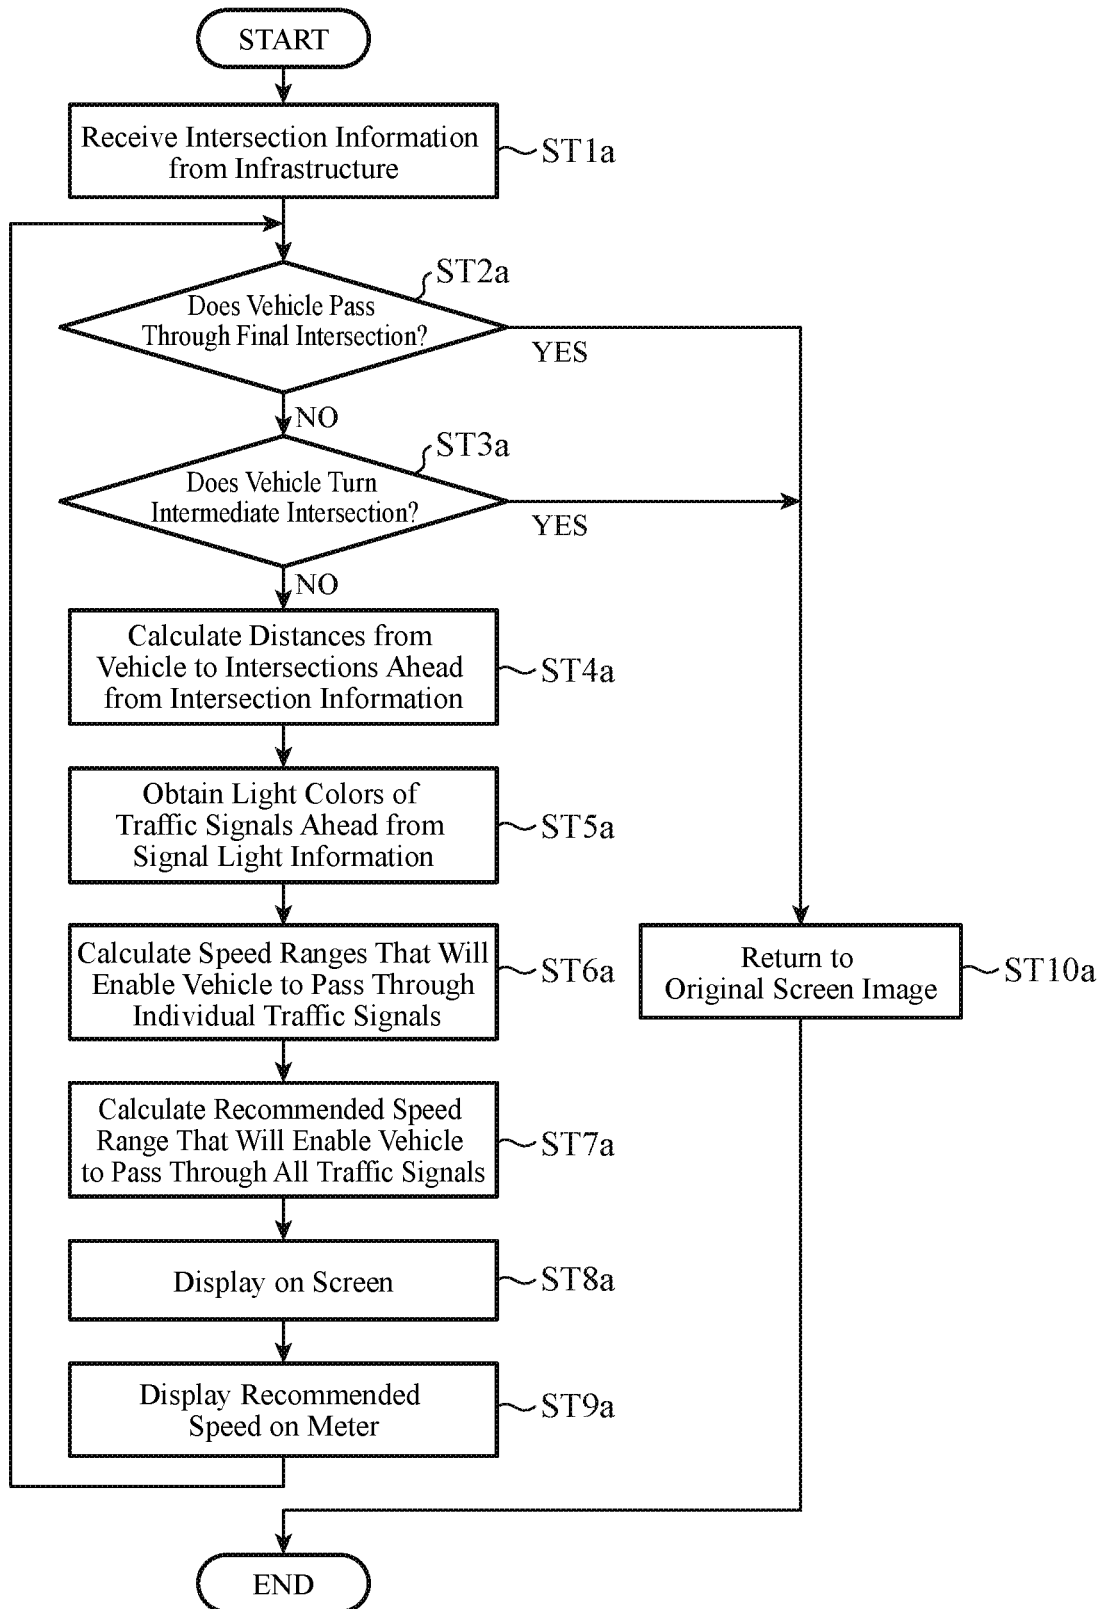 START
Receive Intersection Information
from Infrastructure
ST1a
ST2a
Does Vehicle Pass
Through Final Intersection?
YES
NO
ST3a
Does Vehicle Turn
Intermediate Intersection?
YES
NO
Calculate Distances from
Vehicle to Intersections Ahead
from Intersection Information
ST4a
Obtain Light Colors of
Traffic Signals Ahead from
Signal Light Information
ST5a
Calculate Speed Ranges That Will
Enable Vehicle to Pass Through
Individual Traffic Signals
ST6a
Return to
Original Screen Image
ST10a
Calculate Recommended Speed
Range That Will Enable Vehicle
to Pass Through All Traffic Signals
ST7a
Display on Screen
ST8a
Display Recommended
Speed on Meter
ST9a
END